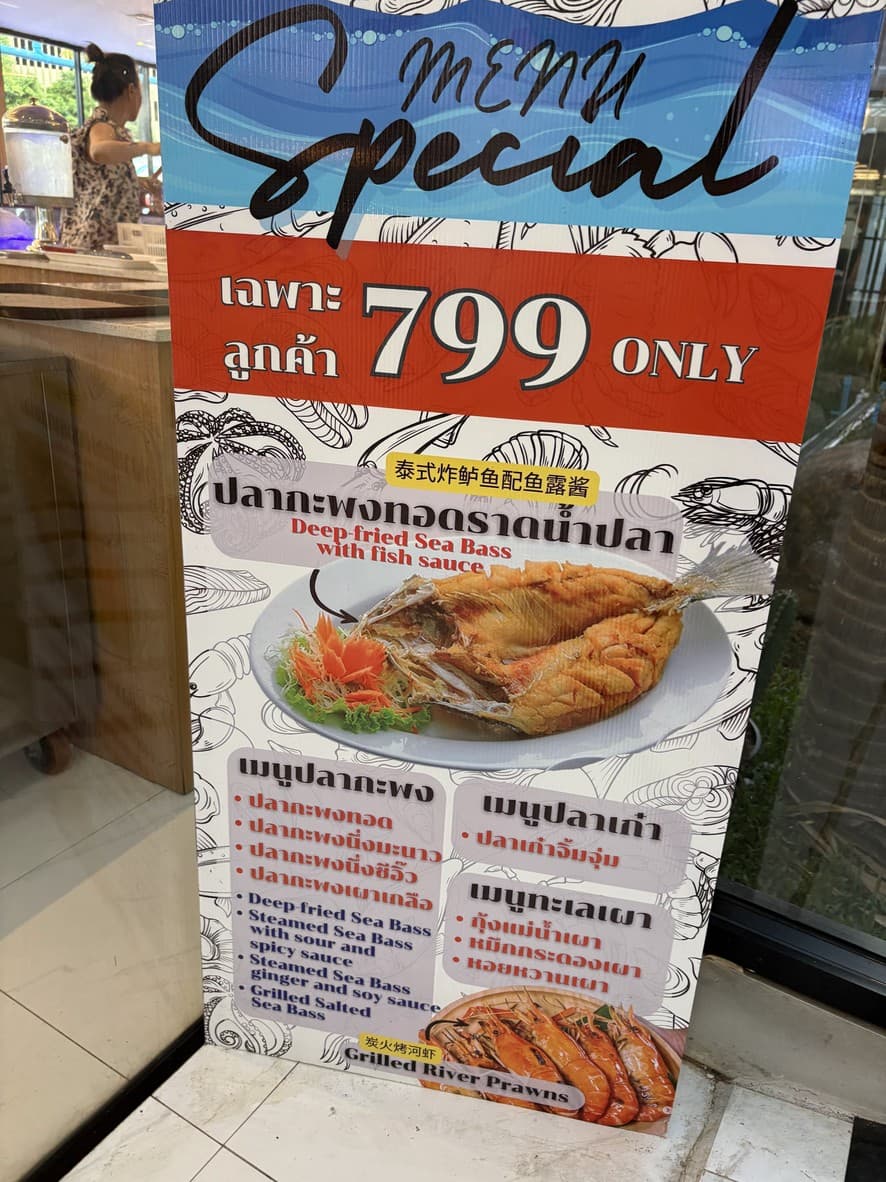 MENU
Special
เฉพาะ
ลูกค้า
799
ONLY
泰式炸鲈鱼配鱼露酱
ปลากะพงทอดราดน้ำปลา
Deep-fried Sea Bass
with fish sauce
เมนูปลากะพง
• ปลากะพงทอด
• ปลากะพงนึ่งมะนาว
• ปลากะพงนึ่งซีอิ๊ว
• ปลากะพงเผาเกลือ
• Deep-fried Sea Bass
• Steamed Sea Bass
with sour and
spicy sauce
• Steamed Sea Bass
ginger and soy sauce
• Grilled Salted
Sea Bass
เมนูปลาเก๋า
• ปลาเก๋าจิ้มจุ่ม
เมนูทะเลเผา
• กุ้งแม่น้ำเผา
• หมึกกระดองเผา
• หอยหวานเผา
炭火烤河虾
Grilled River Prawns